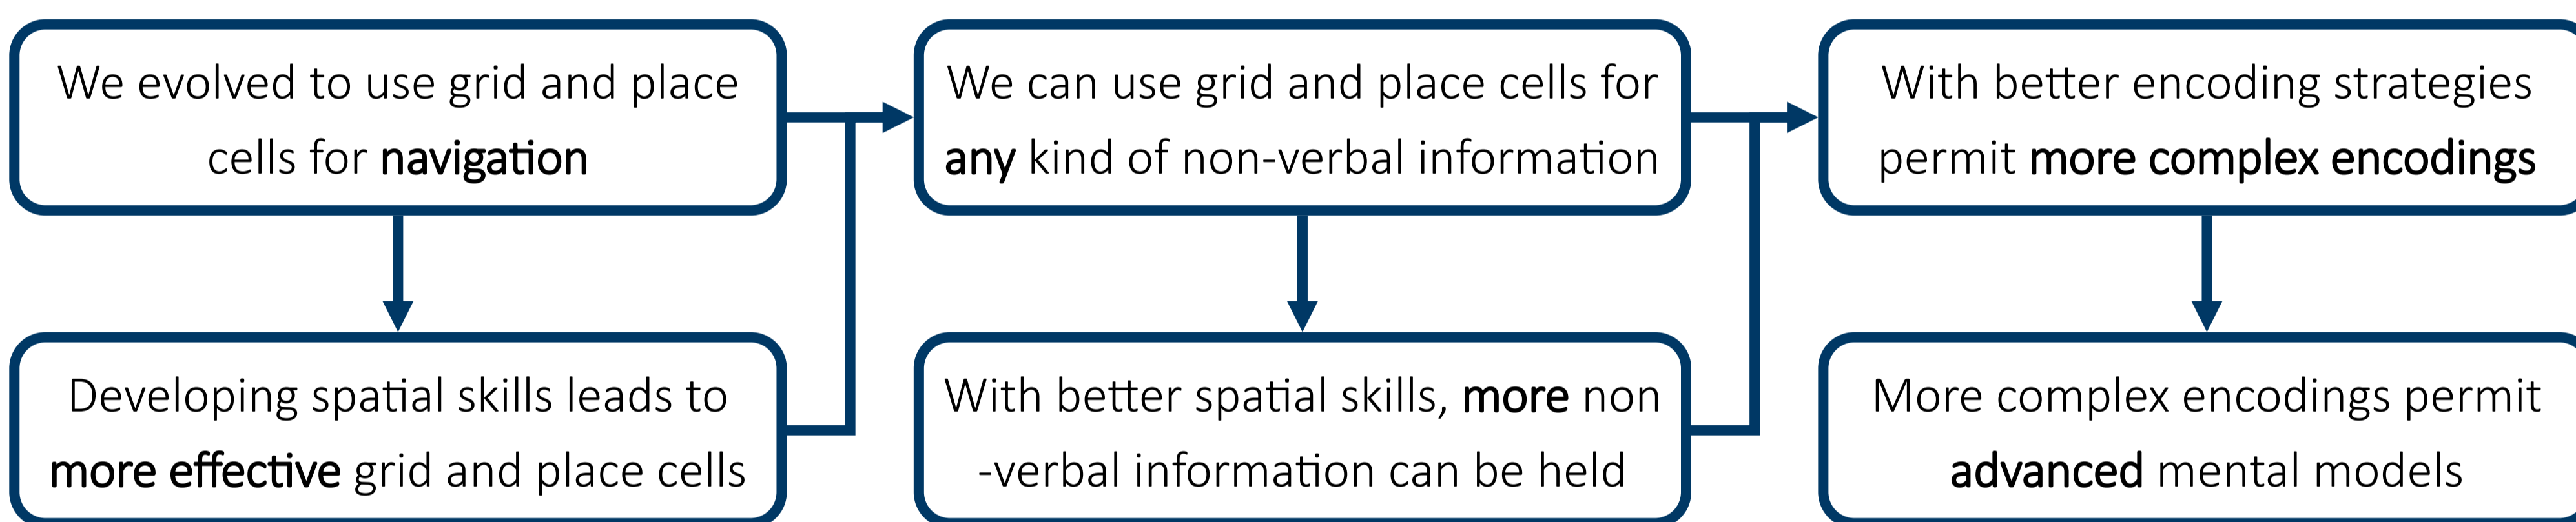 We evolved to use grid and place
cells for navigation
We can use grid and place cells for
any kind of non-verbal information
With better encoding strategies
permit more complex encodings
Developing spatial skills leads to
more effective grid and place cells
With better spatial skills, more non
-verbal information can be held
More complex encodings permit
advanced mental models